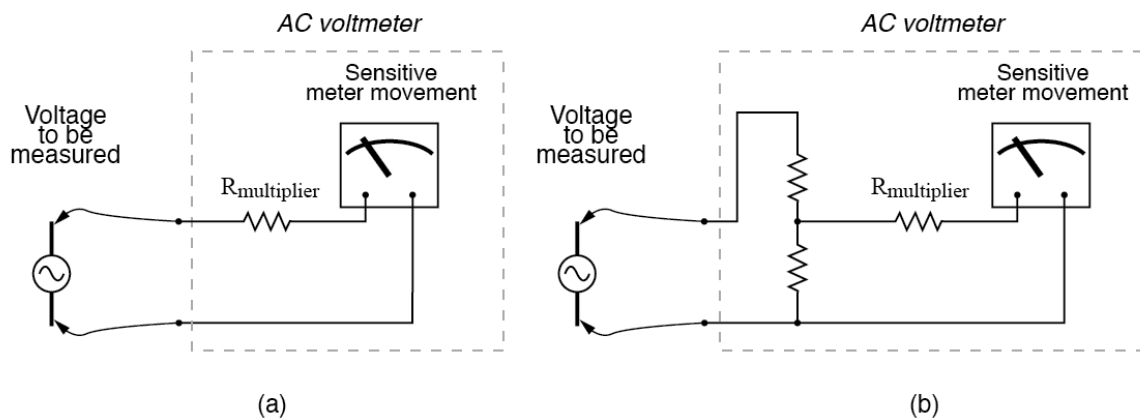 AC voltmeter
Sensitive
meter movement
Voltage
to be
measured
Rmultiplier
(a)
AC voltmeter
Sensitive
meter movement
Voltage
to be
measured
Rmultiplier
(b)